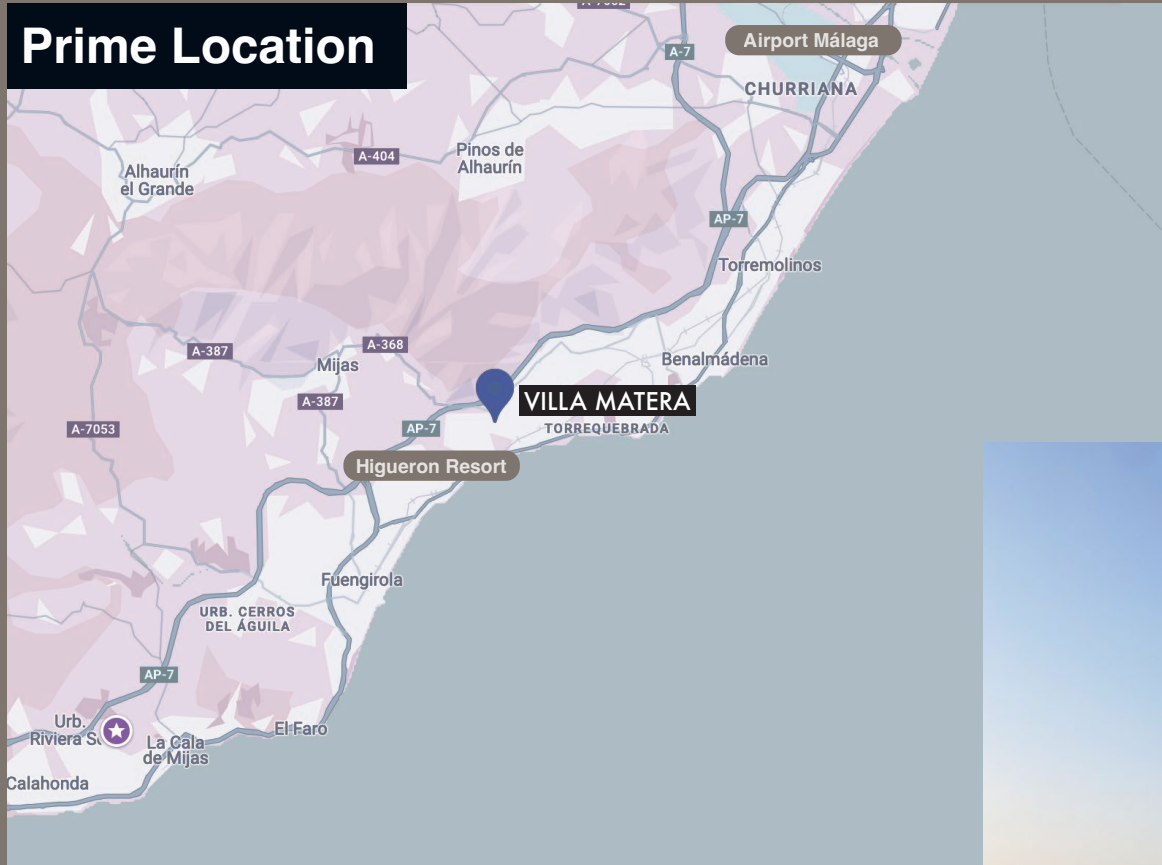 Prime Location
A-7
Airport Málaga
CHURRIANA
A-404
Pinos de
Alhaurín
Alhaurín
el Grande
AP-7
Torremolinos
A-387
A-368
Mijas
Benalmádena
A-387
VILLA MATERA
A-7053
AP-7
TORREQUEBRADA
Higueron Resort
Fuengirola
URB. CERROS
DEL ÁGUILA
AP-7
Urb.
Riviera S
El Faro
La Cala
de Mijas
Calahonda